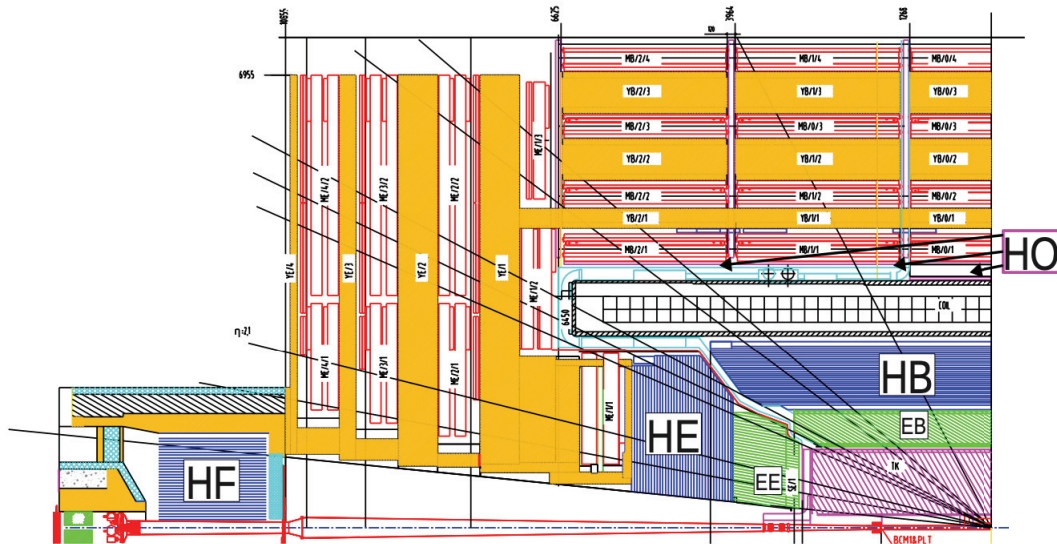 10855
6625
3964
1268
120
6955
MB/2/4
MB/1/4
MB/0/4
YB/2/3
YB/1/3
YB/0/3
MB/2/3
MB/0/3
MB/0/3
YB/2/2
YB/1/2
YB/0/2
MB/2/2
MB/1/2
MB/0/2
YB/2/1
YB/1/1
YB/0/1
MB/2/1
MB/1/1
MB/0/1
HO
ME/1/3
ME/4/2
ME/3/2
ME/2/2
ME/1/2
YE/4
YE/3
YE/2
YE/1
COIL
6450
η=2,1
ME/4/1
ME/3/1
ME/2/1
ME/1/1
HB
EB
HE
EE
SE/1
TK
HF
BCM1&PLT